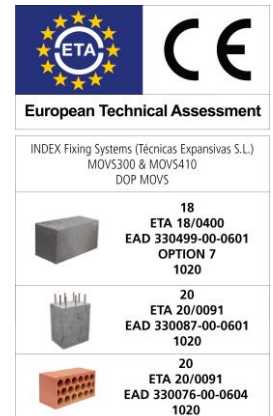 ETA
CE
European Technical Assessment
INDEX Fixing Systems (Técnicas Expansivas S.L.)
MOVS300 & MOVS410
DOP MOVS
18
ETA 18/0400
EAD 330499-00-0601
OPTION 7
1020
20
ETA 20/0091
EAD 330087-00-0601
1020
20
ETA 20/0091
EAD 330076-00-0604
1020